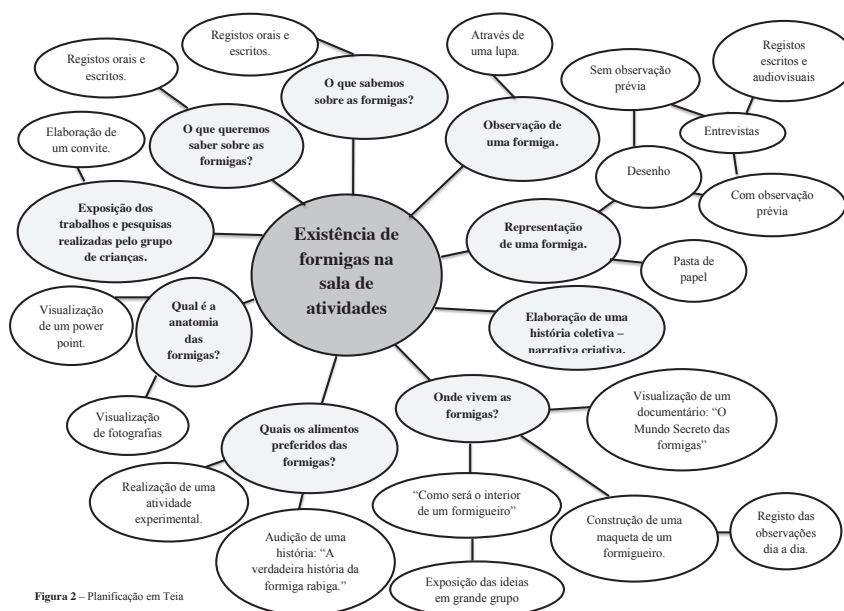 Registos orais e
escritos.
Registos orais e
escritos.
O que sabemos
sobre as formigas?
O que queremos
saber sobre as
formigas?
Através de
uma lupa.
Observação de
uma formiga.
Sem observação
prévia
Registos
escritos e
audiovisuais
Entrevistas
Desenho
Com observação
prévia
Elaboração de
um convite.
Exposição dos
trabalhos e pesquisas
realizadas pelo grupo
de crianças.
Existência de
formigas na
sala de
atividades
Representação
de uma formiga.
Pasta de
papel
Visualização
de um power
point.
Qual é a
anatomia
das
formigas?
Visualização
de fotografias
Elaboração de uma
história coletiva –
narrativa criativa.
Onde vivem as
formigas?
Visualização de um
documentário: “O
Mundo Secreto das
formigas”
Quais os alimentos
preferidos das
formigas?
Realização de uma
atividade
experimental.
Audição de uma
história: “A
verdadeira história da
formiga rabiga.”
“Como será o interior
de um formigueiro”
Exposição das ideias
em grande grupo
Construção de uma
maqueta de um
formigueiro.
Registo das
observações
dia a dia.
Figura 2 – Planificação em Teia